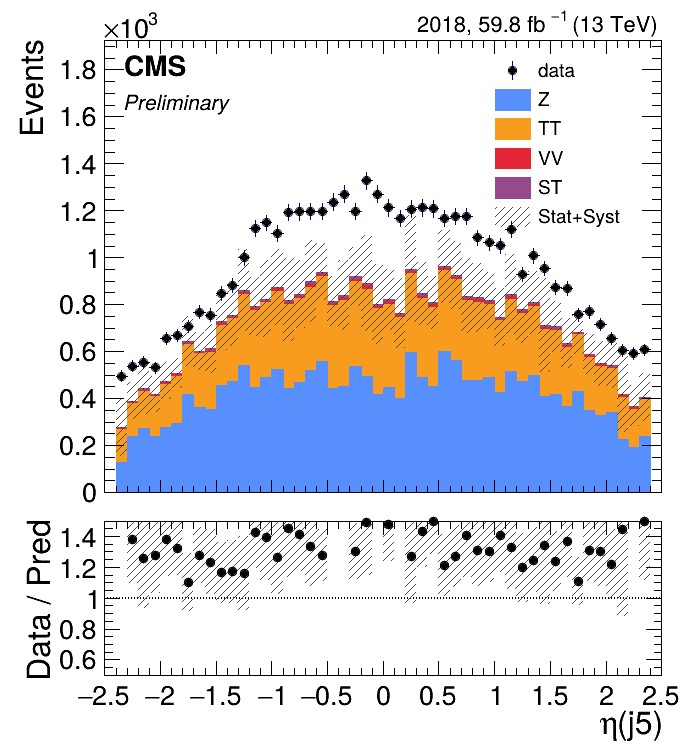 ×10³
2018, 59.8 fb⁻¹ (13 TeV)
Events
CMS
Preliminary
data
Z
TT
VV
ST
Stat+Syst
1.8
1.6
1.4
1.2
1
0.8
0.6
0.4
0.2
0
Data / Pred
1.4
1.2
1
0.8
0.6
−2.5 −2 −1.5 −1 −0.5 0 0.5 1 1.5 2 2.5
η(j5)